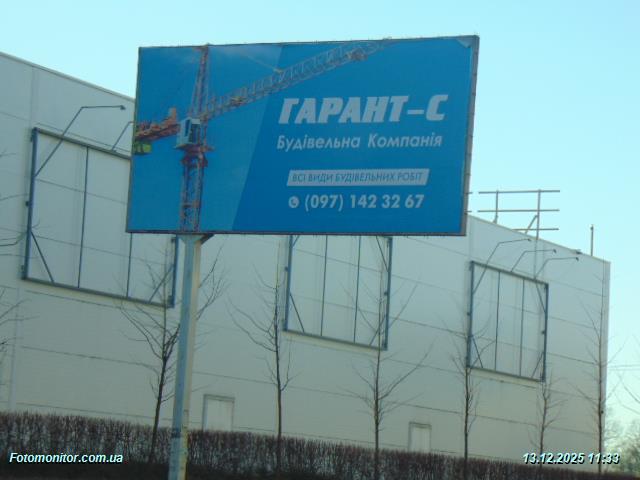 ГАРАНТ-С
Будівельна Компанія
ВСІ ВИДИ БУДІВЕЛЬНИХ РОБІТ
(097) 142 32 67
Fotomonitor.com.ua
13.12.2025 11:33